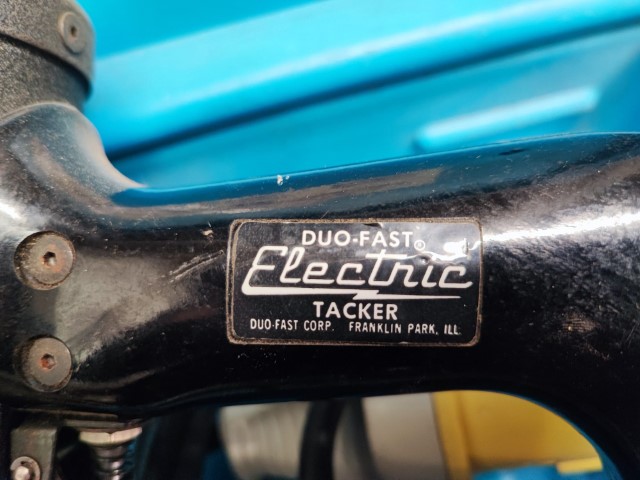 DUO-FAST®
Electric
TACKER
DUO-FAST CORP. FRANKLIN PARK, ILL.